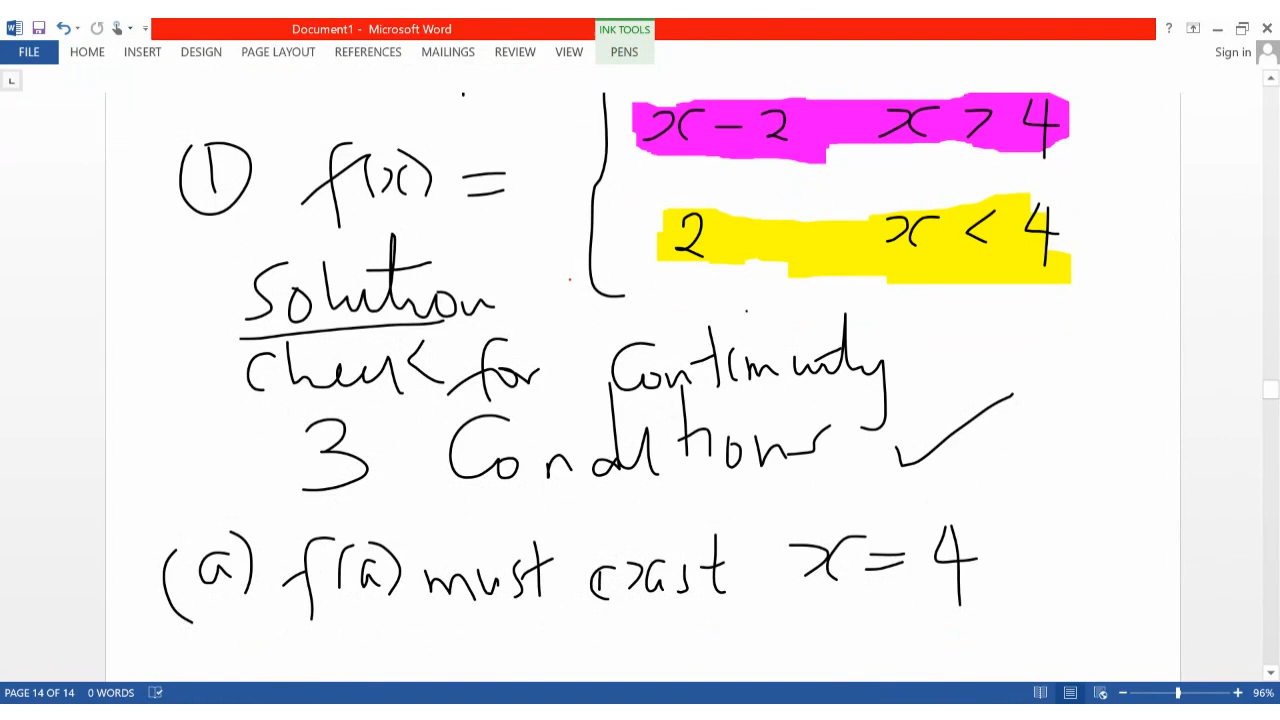 Document1 - Microsoft Word
INK TOOLS
?
FILE HOME INSERT DESIGN PAGE LAYOUT REFERENCES MAILINGS REVIEW VIEW PENS
Sign in
x - 2 x > 4
① f(x) =
2 x < 4
Solution
Check for Continuity
3 Conditions ✓
(a) f(a) must exast x = 4
PAGE 14 OF 14 0 WORDS
96%